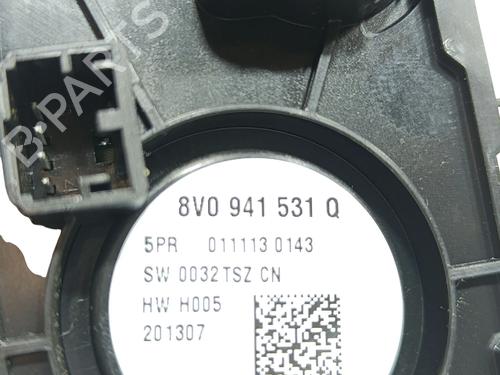 B-PARTS
8V0 941 531 Q
5PR 011113 0143
SW 0032TSZ CN
HW H005
201307